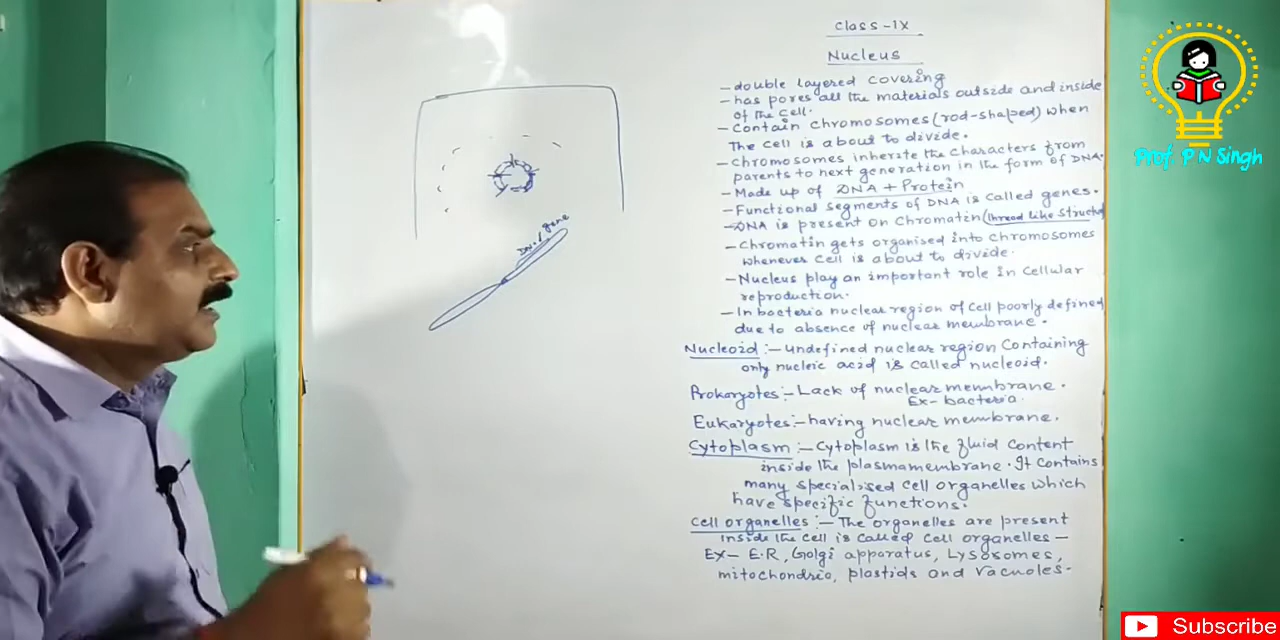 Class-IX
Nucleus
- double layered covering
- has pores all the materials outside and inside
of the cell.
- Contain chromosomes (rod-shaped) when
The cell is about to divide.
- Chromosomes inherite the characters from
parents to next generation in the form of DNA.
- Made up of DNA + Protein
- Functional segments of DNA is called genes.
- DNA is present on chromatin (thread like
- Chromatin gets organised into chromosomes
whenever cell is about to divide.
- Nucleus play an important role in cellular
reproduction.
- In bacteria nuclear region of cell poorly defined
due to absence of nuclear membrane.
Nucleoid :- Undefined nuclear region containing
only nucleic acid is called nucleoid.
Prokaryotes:- Lack of nuclear membrane.
Ex- bacteria.
Eukaryotes:- having nuclear membrane.
Cytoplasm :- Cytoplasm is the fluid content
inside the plasmamembrane. It contains
many specialised cell organelles which
have specific functions.
Cell organelles :- The organelles are present
inside the cell is called cell organelles -
Ex- E.R, Golgi apparatus, Lysosomes,
mitochondria, plastids and vacuoles.
gene
Prof. P N Singh
Subscribe